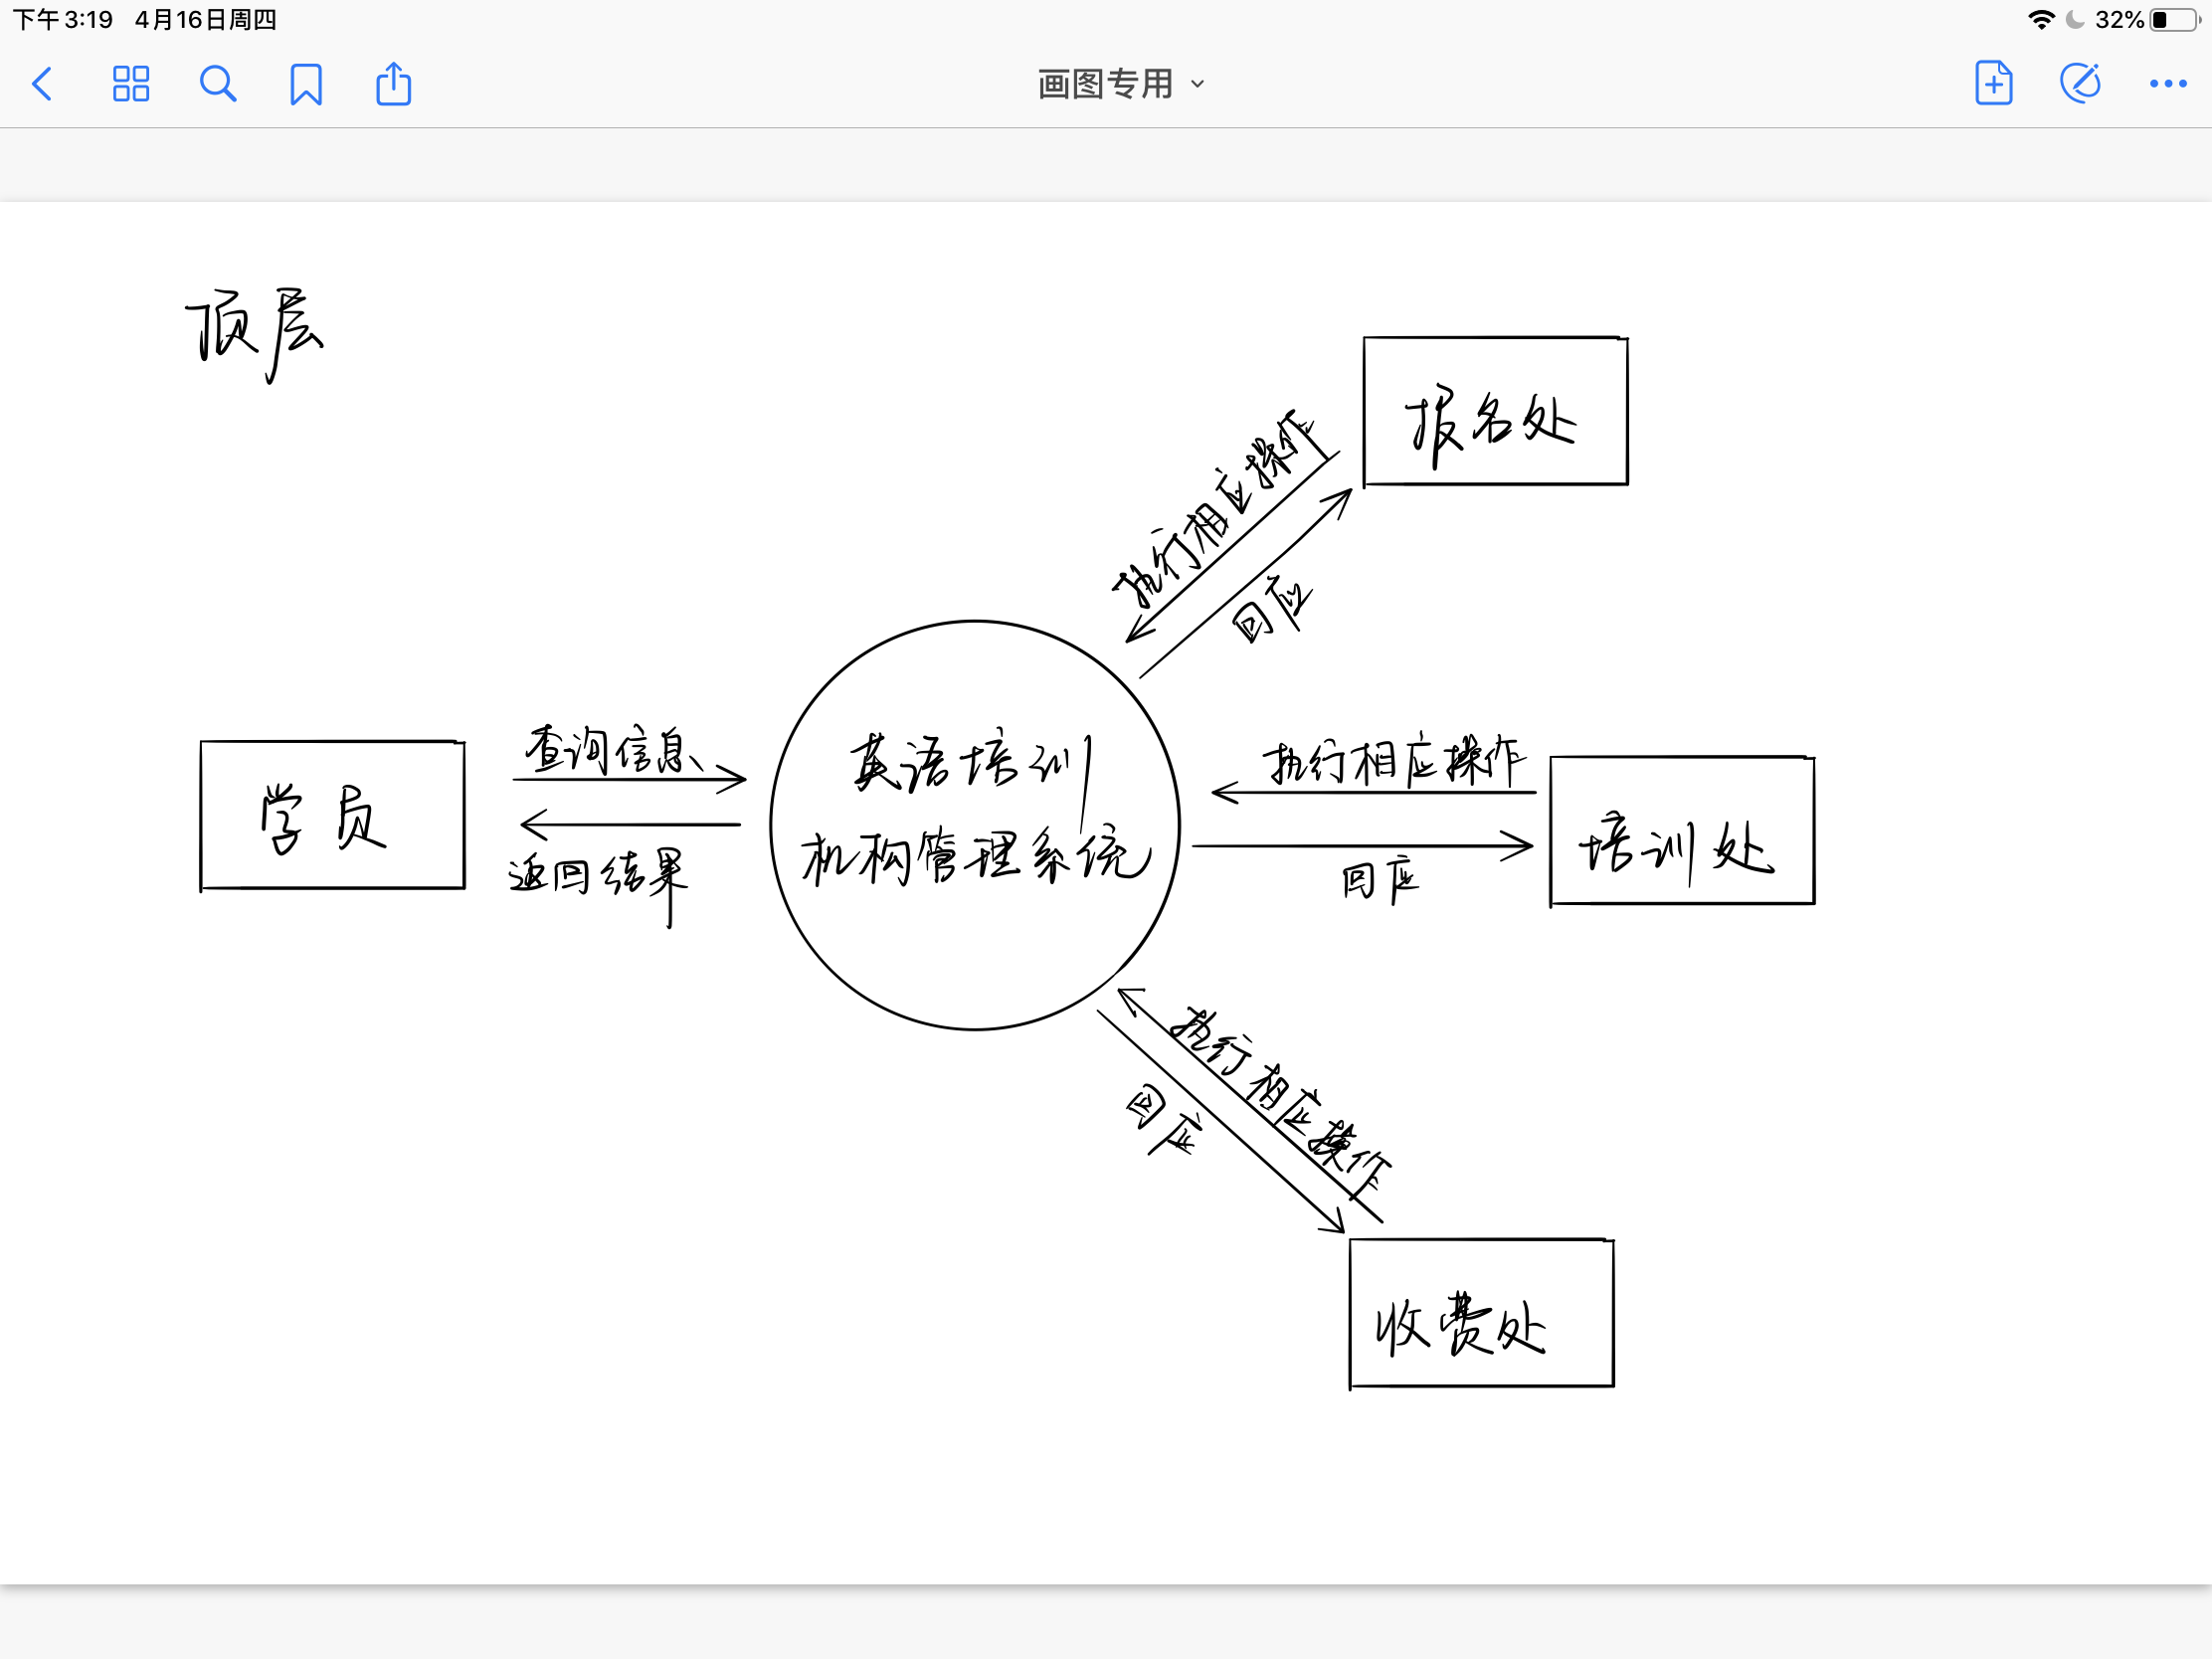 下午3:19 4月16日周四
32%
画图专用
顶层
报名处
执行相应操作
回应
学员
查询信息
返回结果
英语培训
机构管理系统
执行相应操作
回应
培训处
执行相应操作
回应
收费处